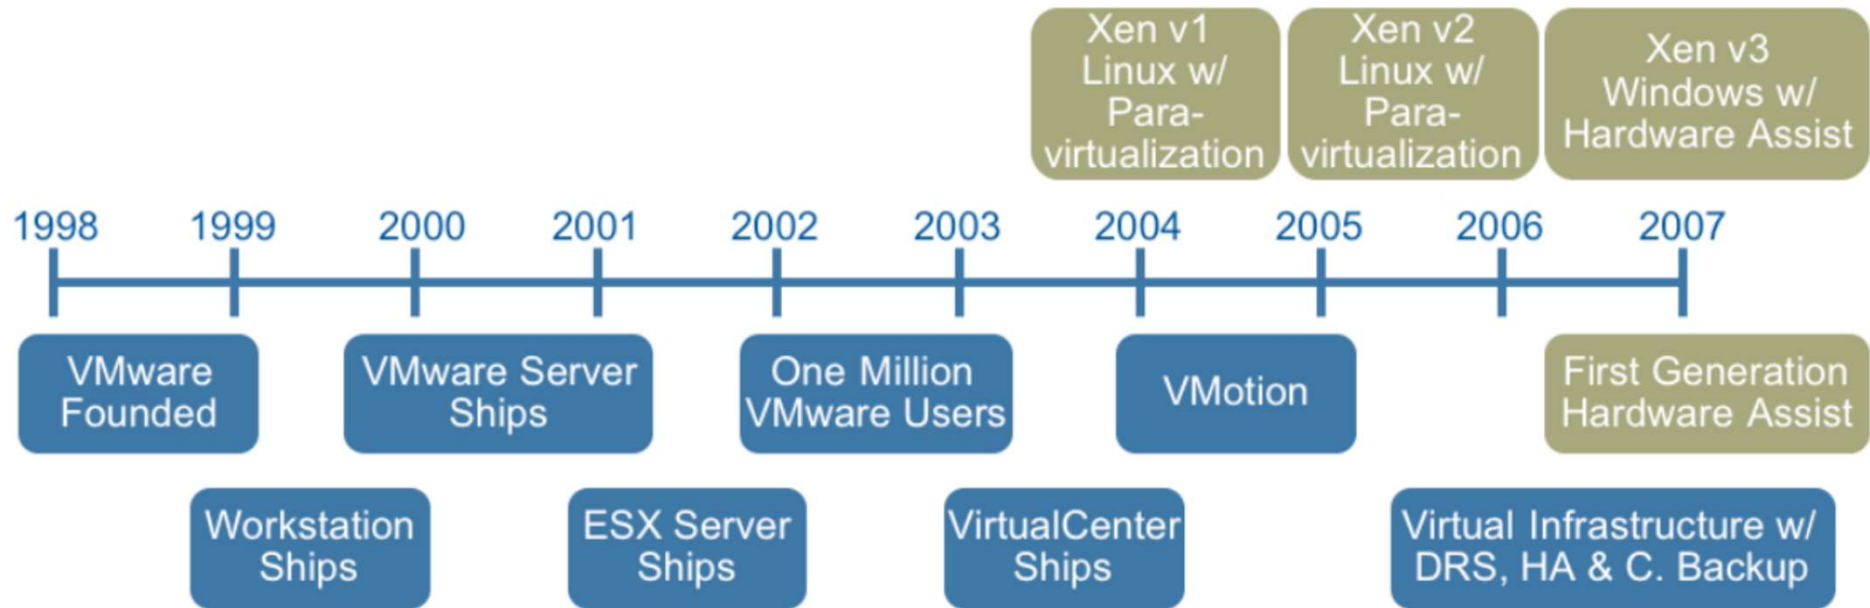 Xen v1
Linux w/
Para-
virtualization
Xen v2
Linux w/
Para-
virtualization
Xen v3
Windows w/
Hardware Assist
1998 1999 2000 2001 2002 2003 2004 2005 2006 2007
VMware
Founded
VMware Server
Ships
One Million
VMware Users
VMotion
First Generation
Hardware Assist
Workstation
Ships
ESX Server
Ships
VirtualCenter
Ships
Virtual Infrastructure w/
DRS, HA & C. Backup